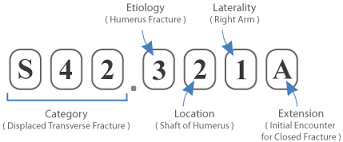 Etiology
( Humerus Fracture )
Laterality
( Right Arm )
S 4 2 . 3 2 1 A
Category
( Displaced Transverse Fracture )
Location
( Shaft of Humerus )
Extension
( Initial Encounter
for Closed Fracture )